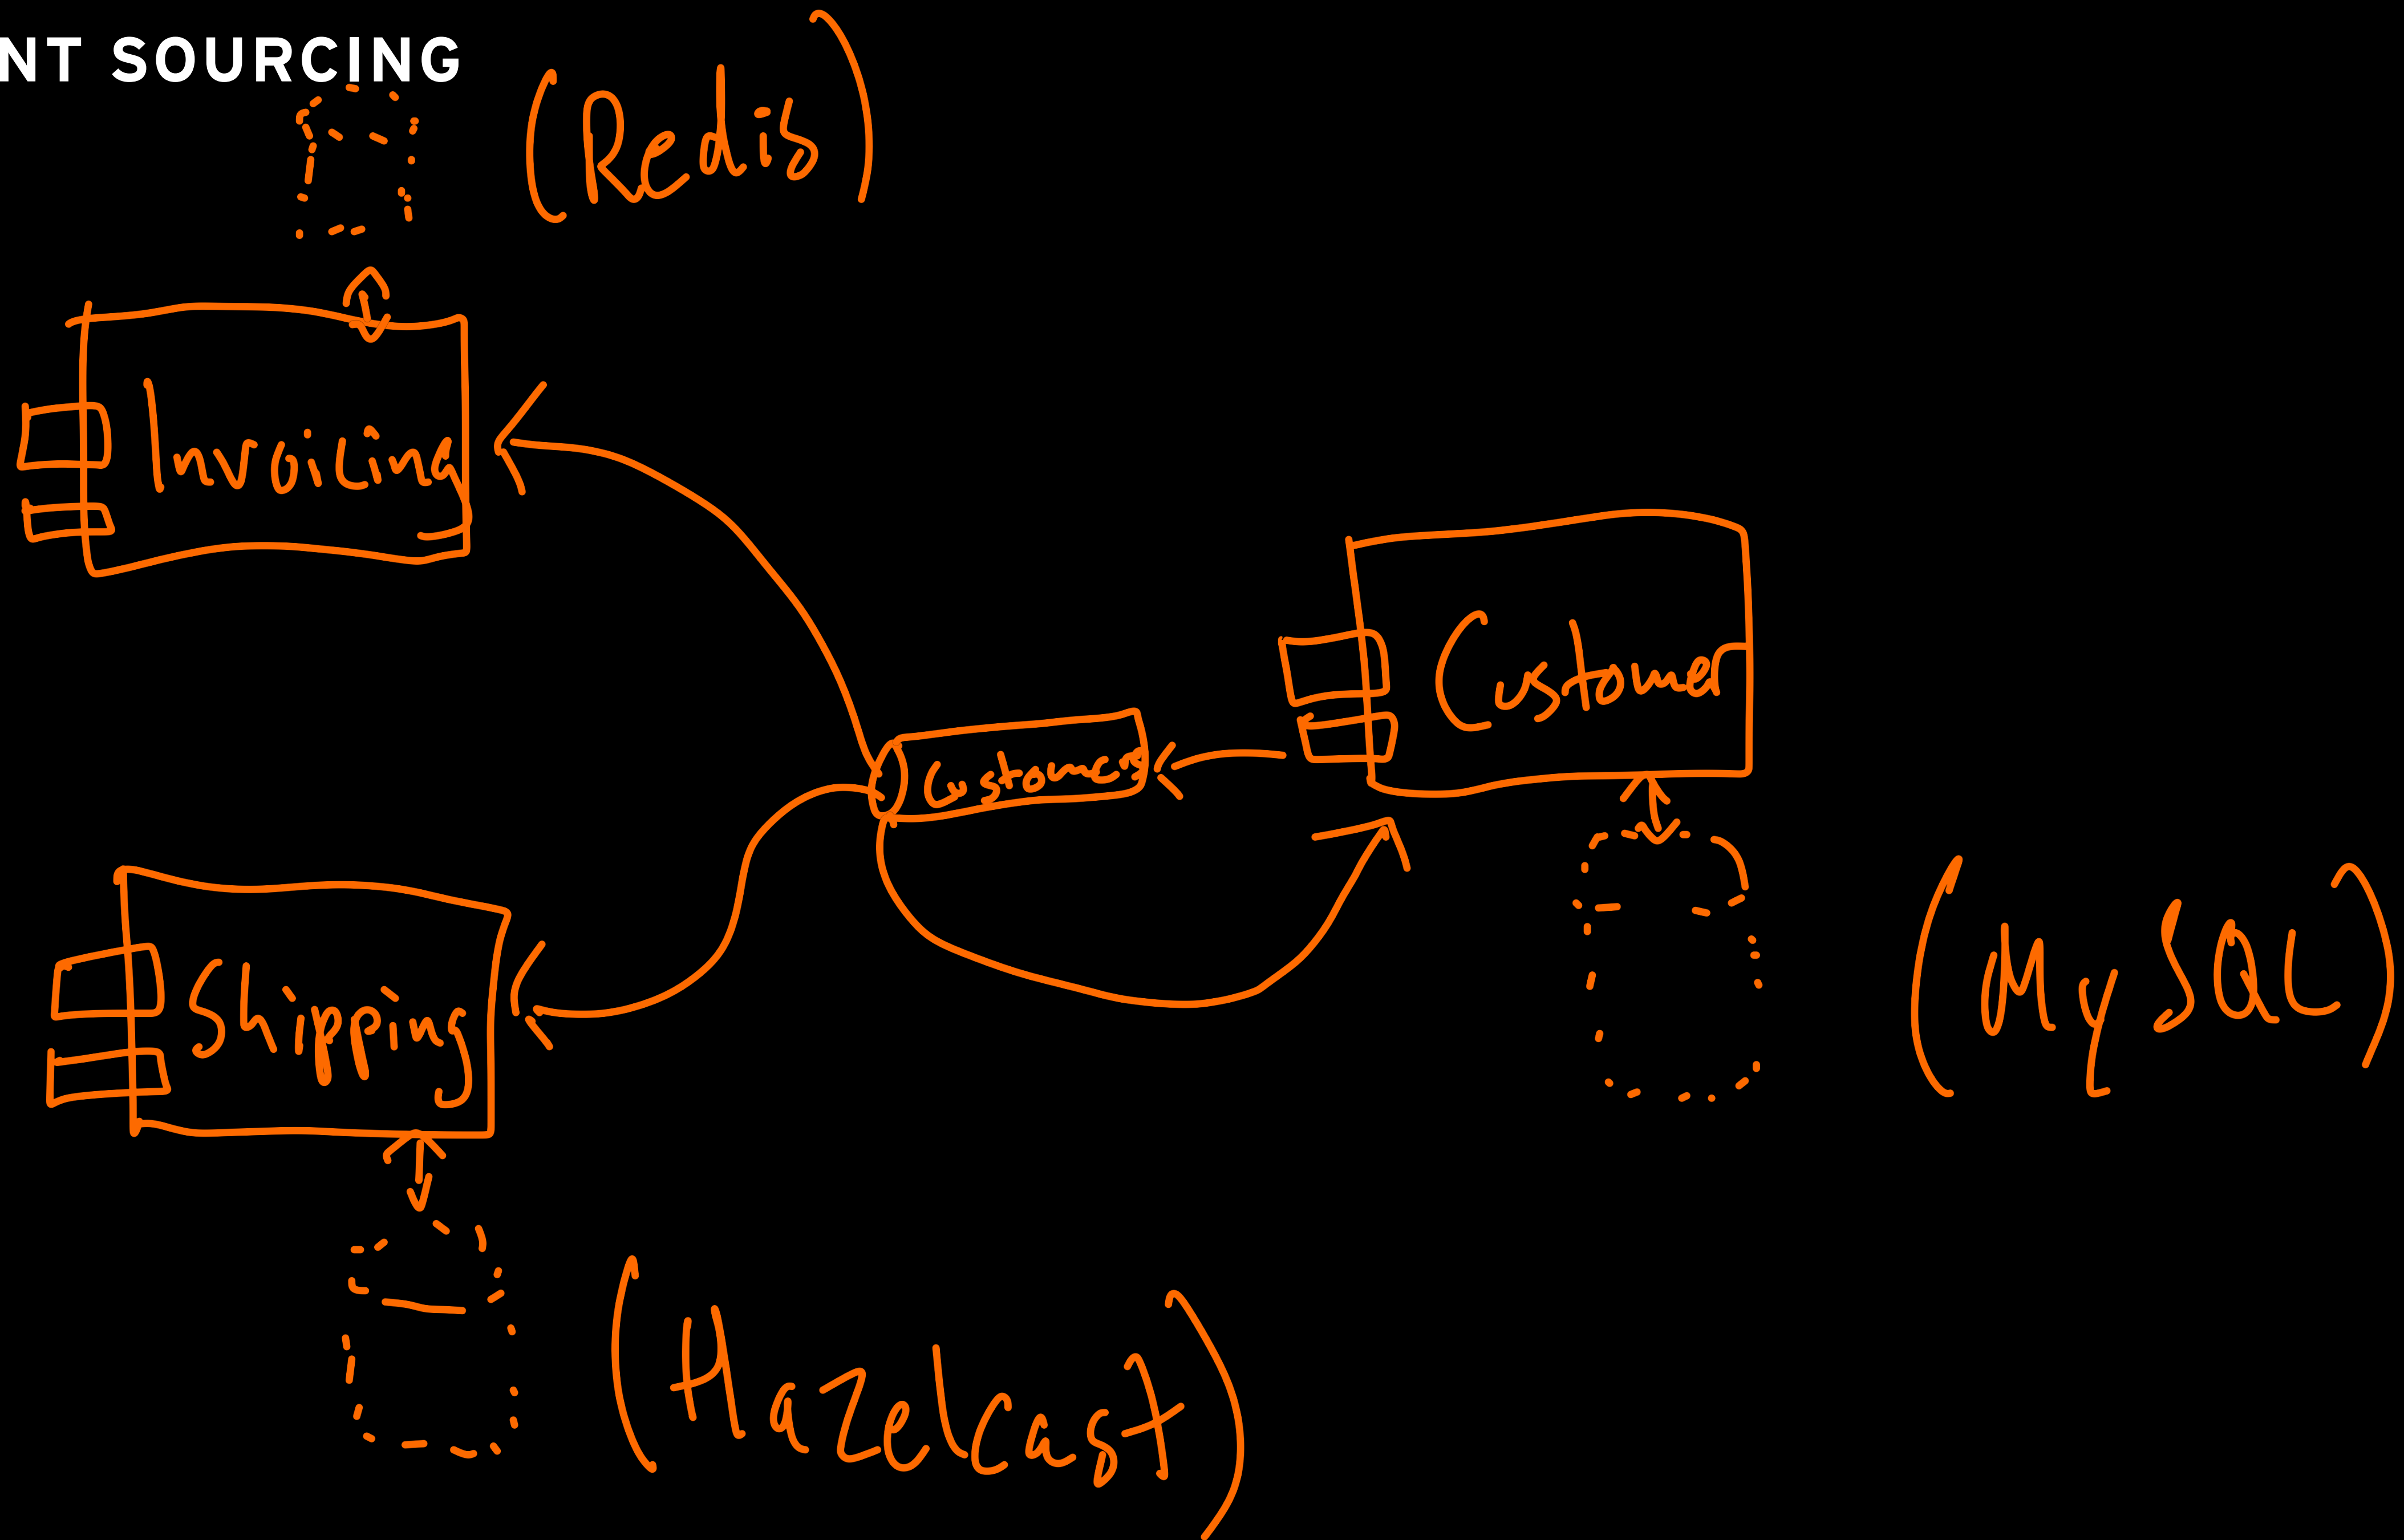 NT SOURCING
(Redis)
Invoicing
Customer
Customers
(MySQL)
Shipping
(Hazelcast)